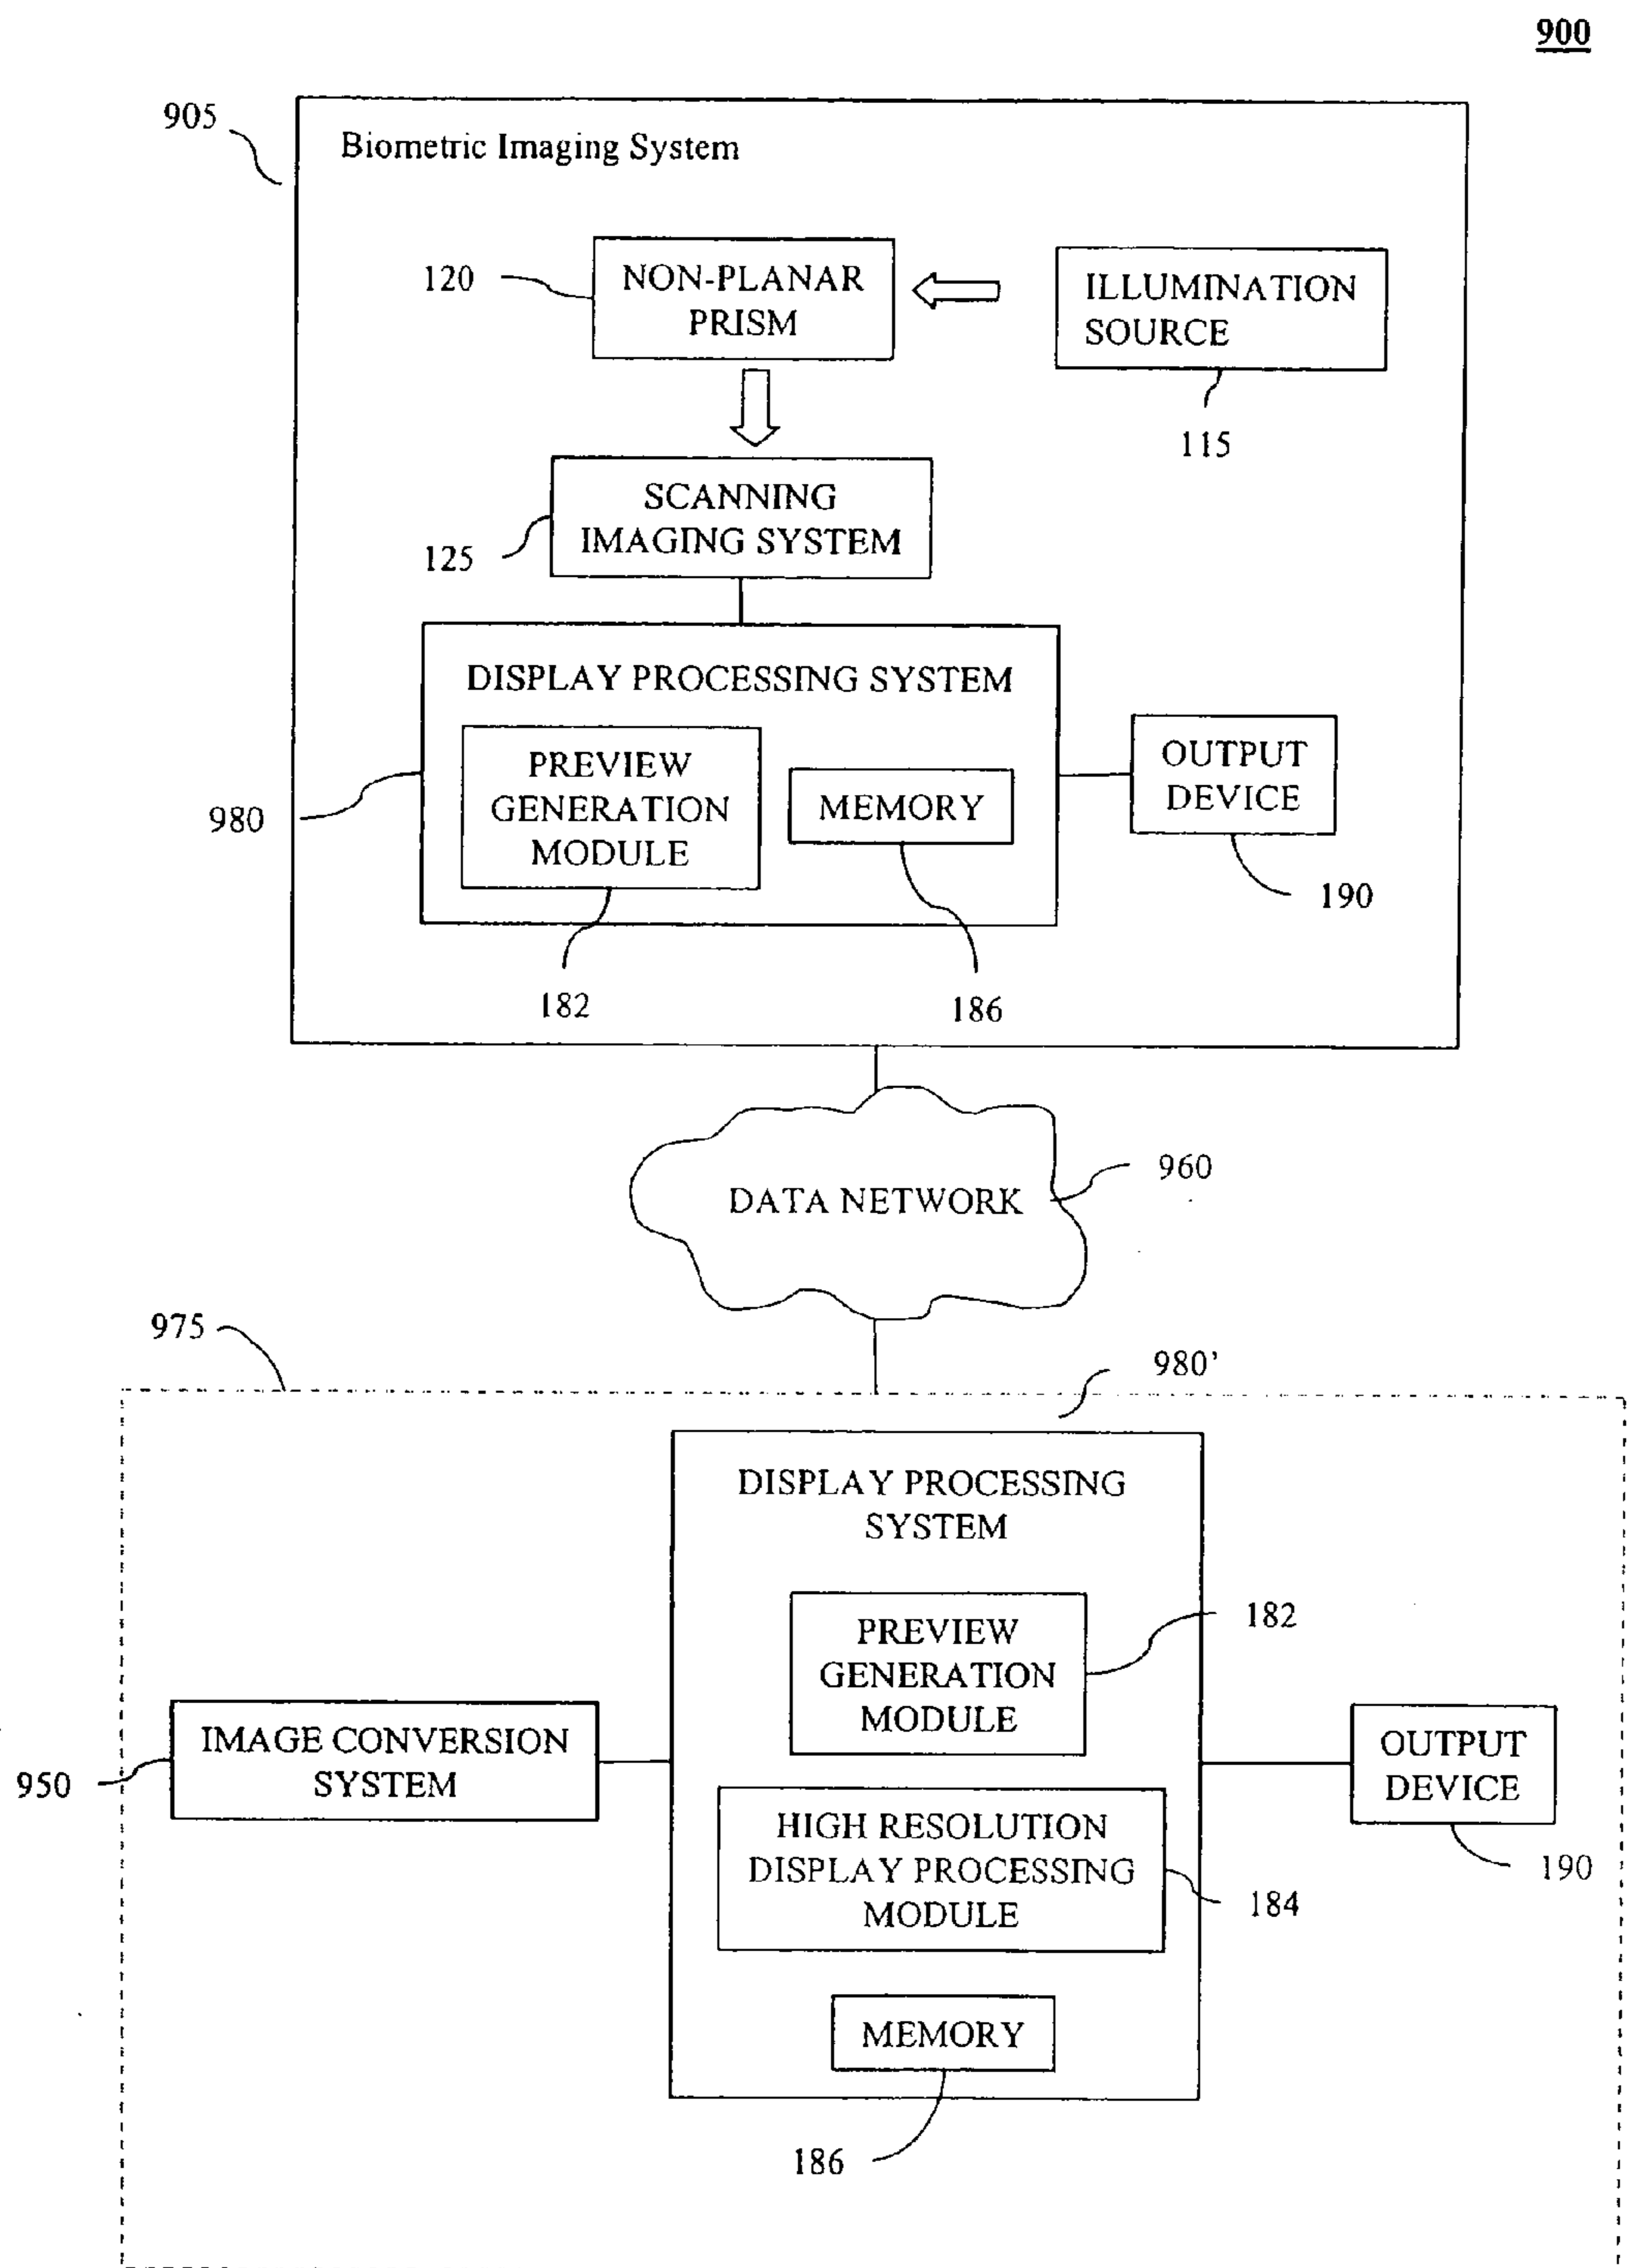 900
905
Biometric Imaging System
120
NON-PLANAR
PRISM
ILLUMINATION
SOURCE
115
SCANNING
IMAGING SYSTEM
125
DISPLAY PROCESSING SYSTEM
PREVIEW
GENERATION
MODULE
MEMORY
OUTPUT
DEVICE
980
190
182
186
DATA NETWORK
960
975
980’
DISPLAY PROCESSING
SYSTEM
PREVIEW
GENERATION
MODULE
182
IMAGE CONVERSION
SYSTEM
950
OUTPUT
DEVICE
190
HIGH RESOLUTION
DISPLAY PROCESSING
MODULE
184
MEMORY
186